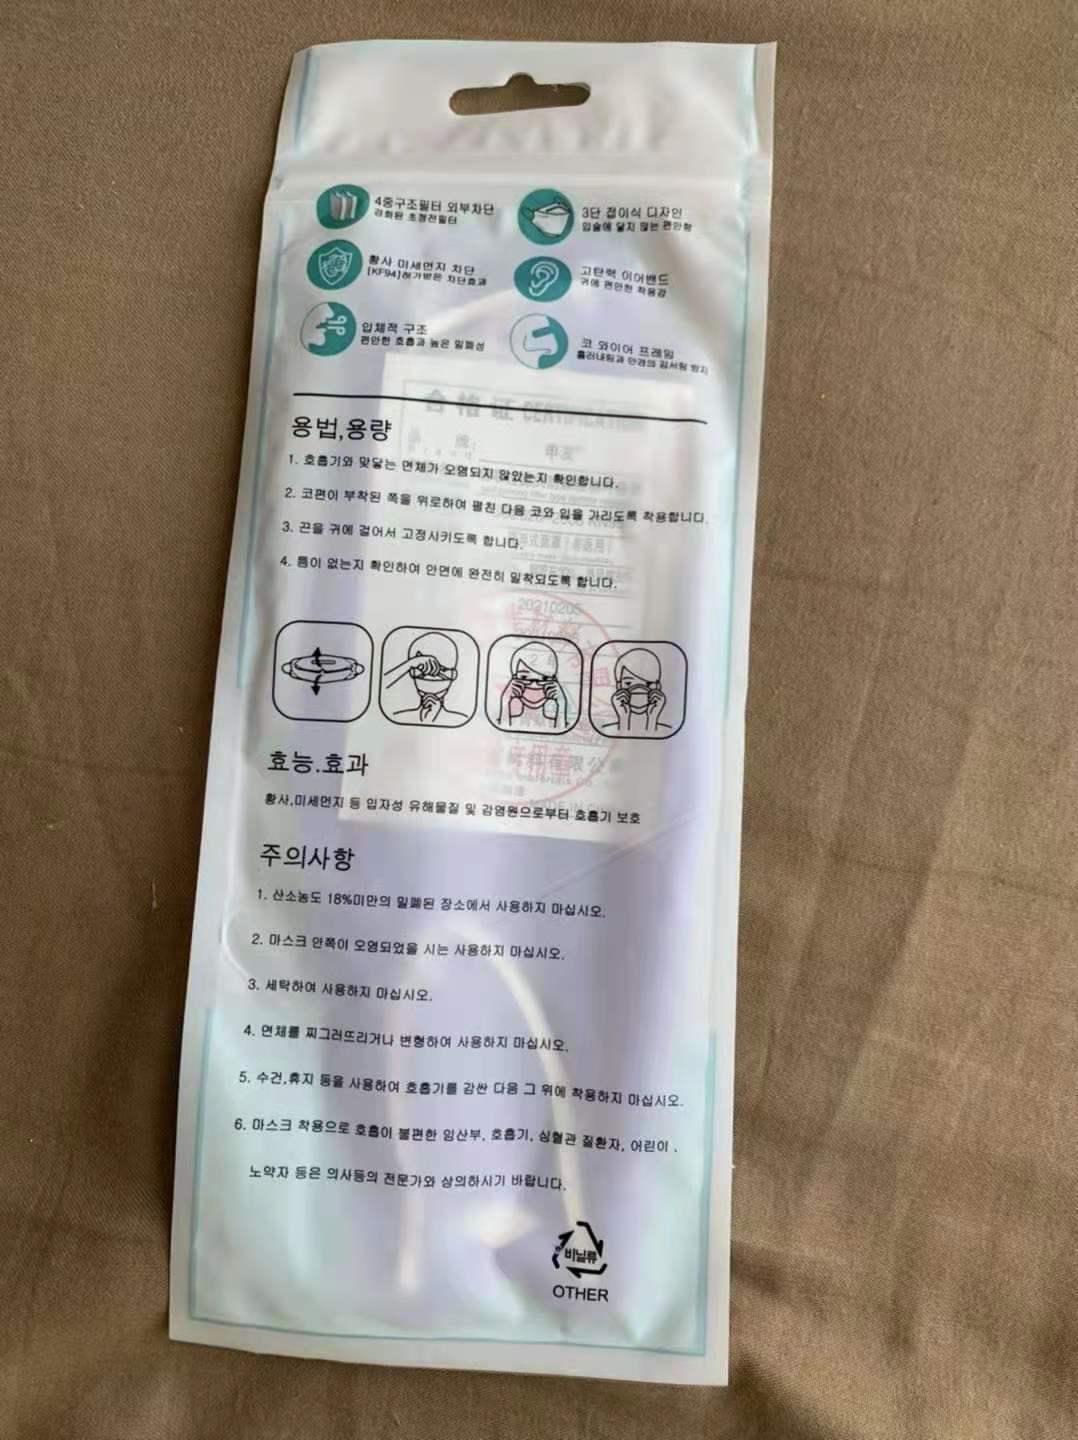 4중구조필터 외부차단
강화된 초정전필터
3단 접이식 디자인
입술에 닿지 않는 편안함
황사 미세먼지 차단
[KF94]허가받은 차단효과
고탄력 이어밴드
귀에 편안한 착용감
입체적 구조
편안한 호흡과 높은 밀폐성
코 와이어 프레임
흘러내림과 안경의 김서림 방지
合格证 CERTIFICATION
용법,용량
1. 호흡기와 맞닿는 면체가 오염되지 않았는지 확인합니다.
2. 코편이 부착된 쪽을 위로하여 펼친 다음 코와 입을 가리도록 착용합니다.
3. 끈을 귀에 걸어서 고정시키도록 합니다.
4. 틈이 없는지 확인하여 안면에 완전히 밀착되도록 합니다.
20210205
효능.효과
황사,미세먼지 등 입자성 유해물질 및 감염원으로부터 호흡기 보호
주의사항
1. 산소농도 18%미만의 밀폐된 장소에서 사용하지 마십시오.
2. 마스크 안쪽이 오염되었을 시는 사용하지 마십시오.
3. 세탁하여 사용하지 마십시오.
4. 면체를 찌그러뜨리거나 변형하여 사용하지 마십시오.
5. 수건,휴지 등을 사용하여 호흡기를 감싼 다음 그 위에 착용하지 마십시오.
6. 마스크 착용으로 호흡이 불편한 임산부, 호흡기, 심혈관 질환자, 어린이 .
노약자 등은 의사등의 전문가와 상의하시기 바랍니다.
비닐류
OTHER